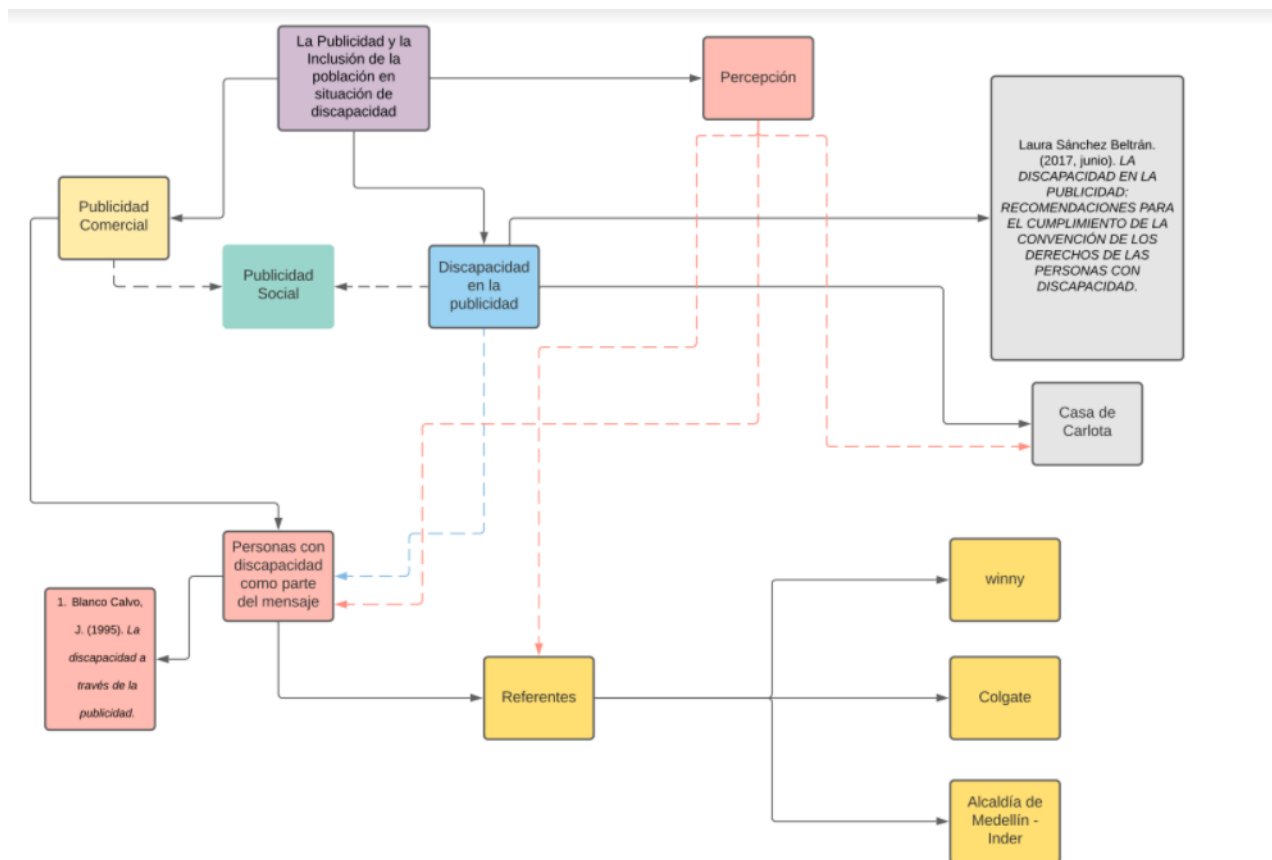 La Publicidad y la
Inclusión de la
población en
situación de
discapacidad
Percepción
Laura Sánchez Beltrán.
(2017, junio). LA
DISCAPACIDAD EN LA
PUBLICIDAD:
RECOMENDACIONES PARA
EL CUMPLIMIENTO DE LA
CONVENCIÓN DE LOS
DERECHOS DE LAS
PERSONAS CON
DISCAPACIDAD.
Publicidad
Comercial
Publicidad
Social
Discapacidad
en la
publicidad
Casa de
Carlota
Personas con
discapacidad
como parte
del mensaje
1. Blanco Calvo,
J. (1995). La
discapacidad a
través de la
publicidad.
Referentes
winny
Colgate
Alcaldía de
Medellín -
Inder